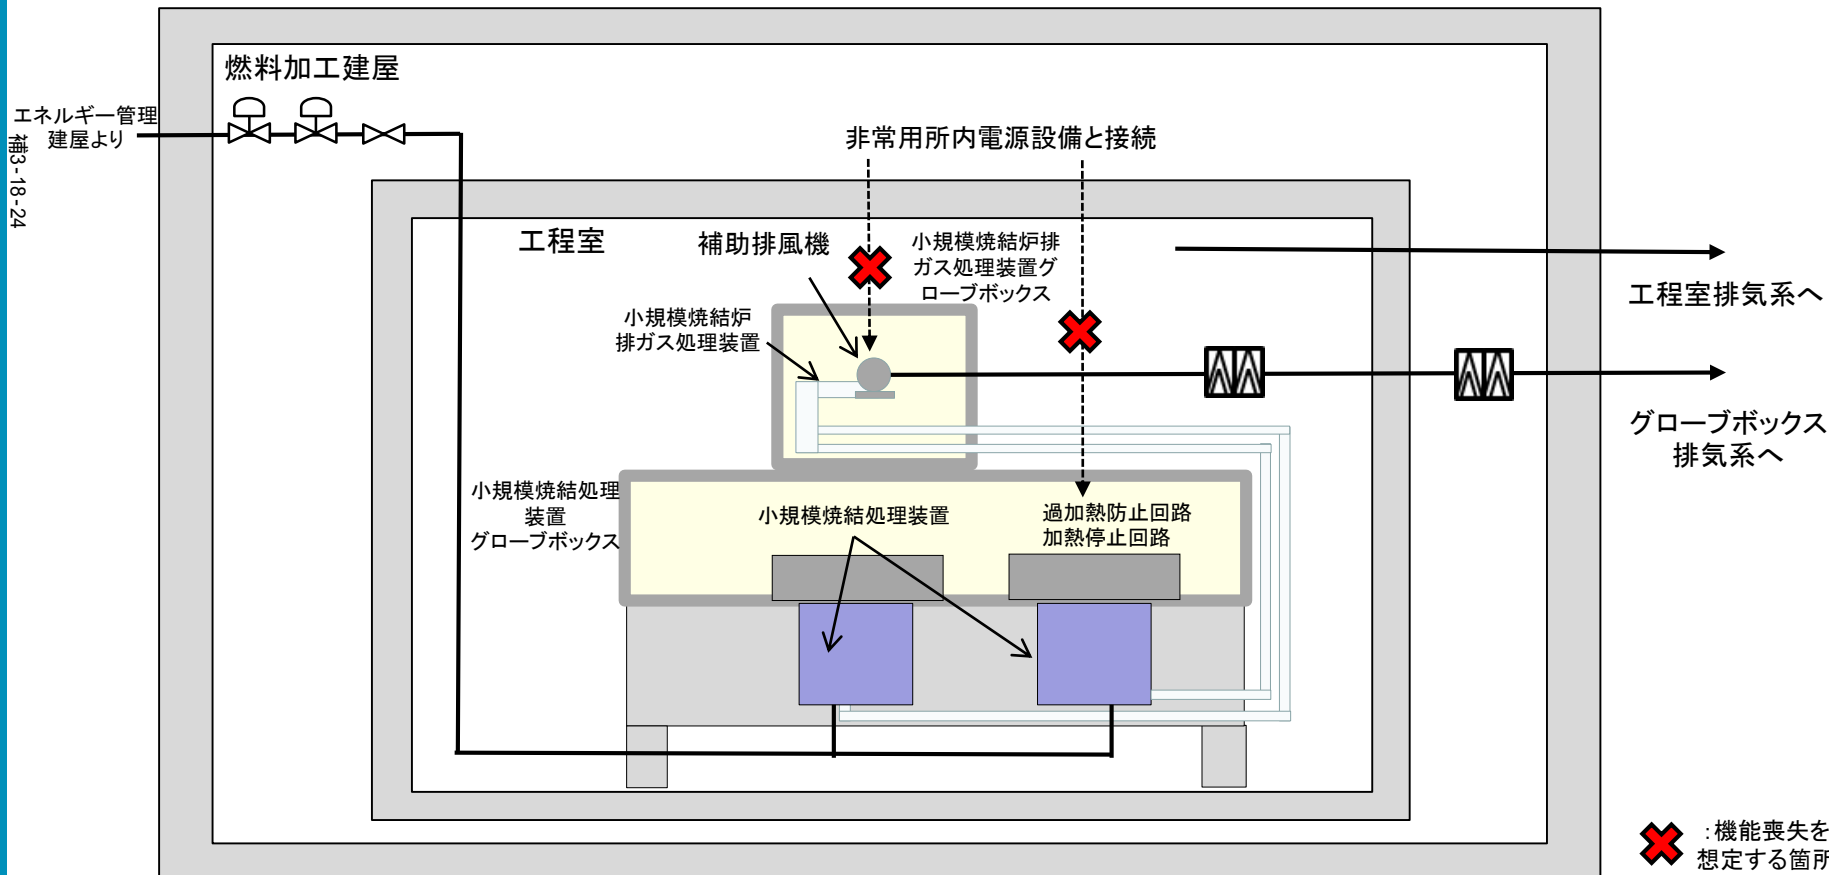 燃料加工建屋
エネルギー管理
建屋より
補3-18-24
非常用所内電源設備と接続
工程室
補助排風機
小規模焼結炉排
ガス処理装置グ
ローブボックス
小規模焼結炉
排ガス処理装置
工程室排気系へ
グローブボックス
排気系へ
小規模焼結処理
装置
グローブボックス
小規模焼結処理装置
過加熱防止回路
加熱停止回路
:機能喪失を
想定する箇所